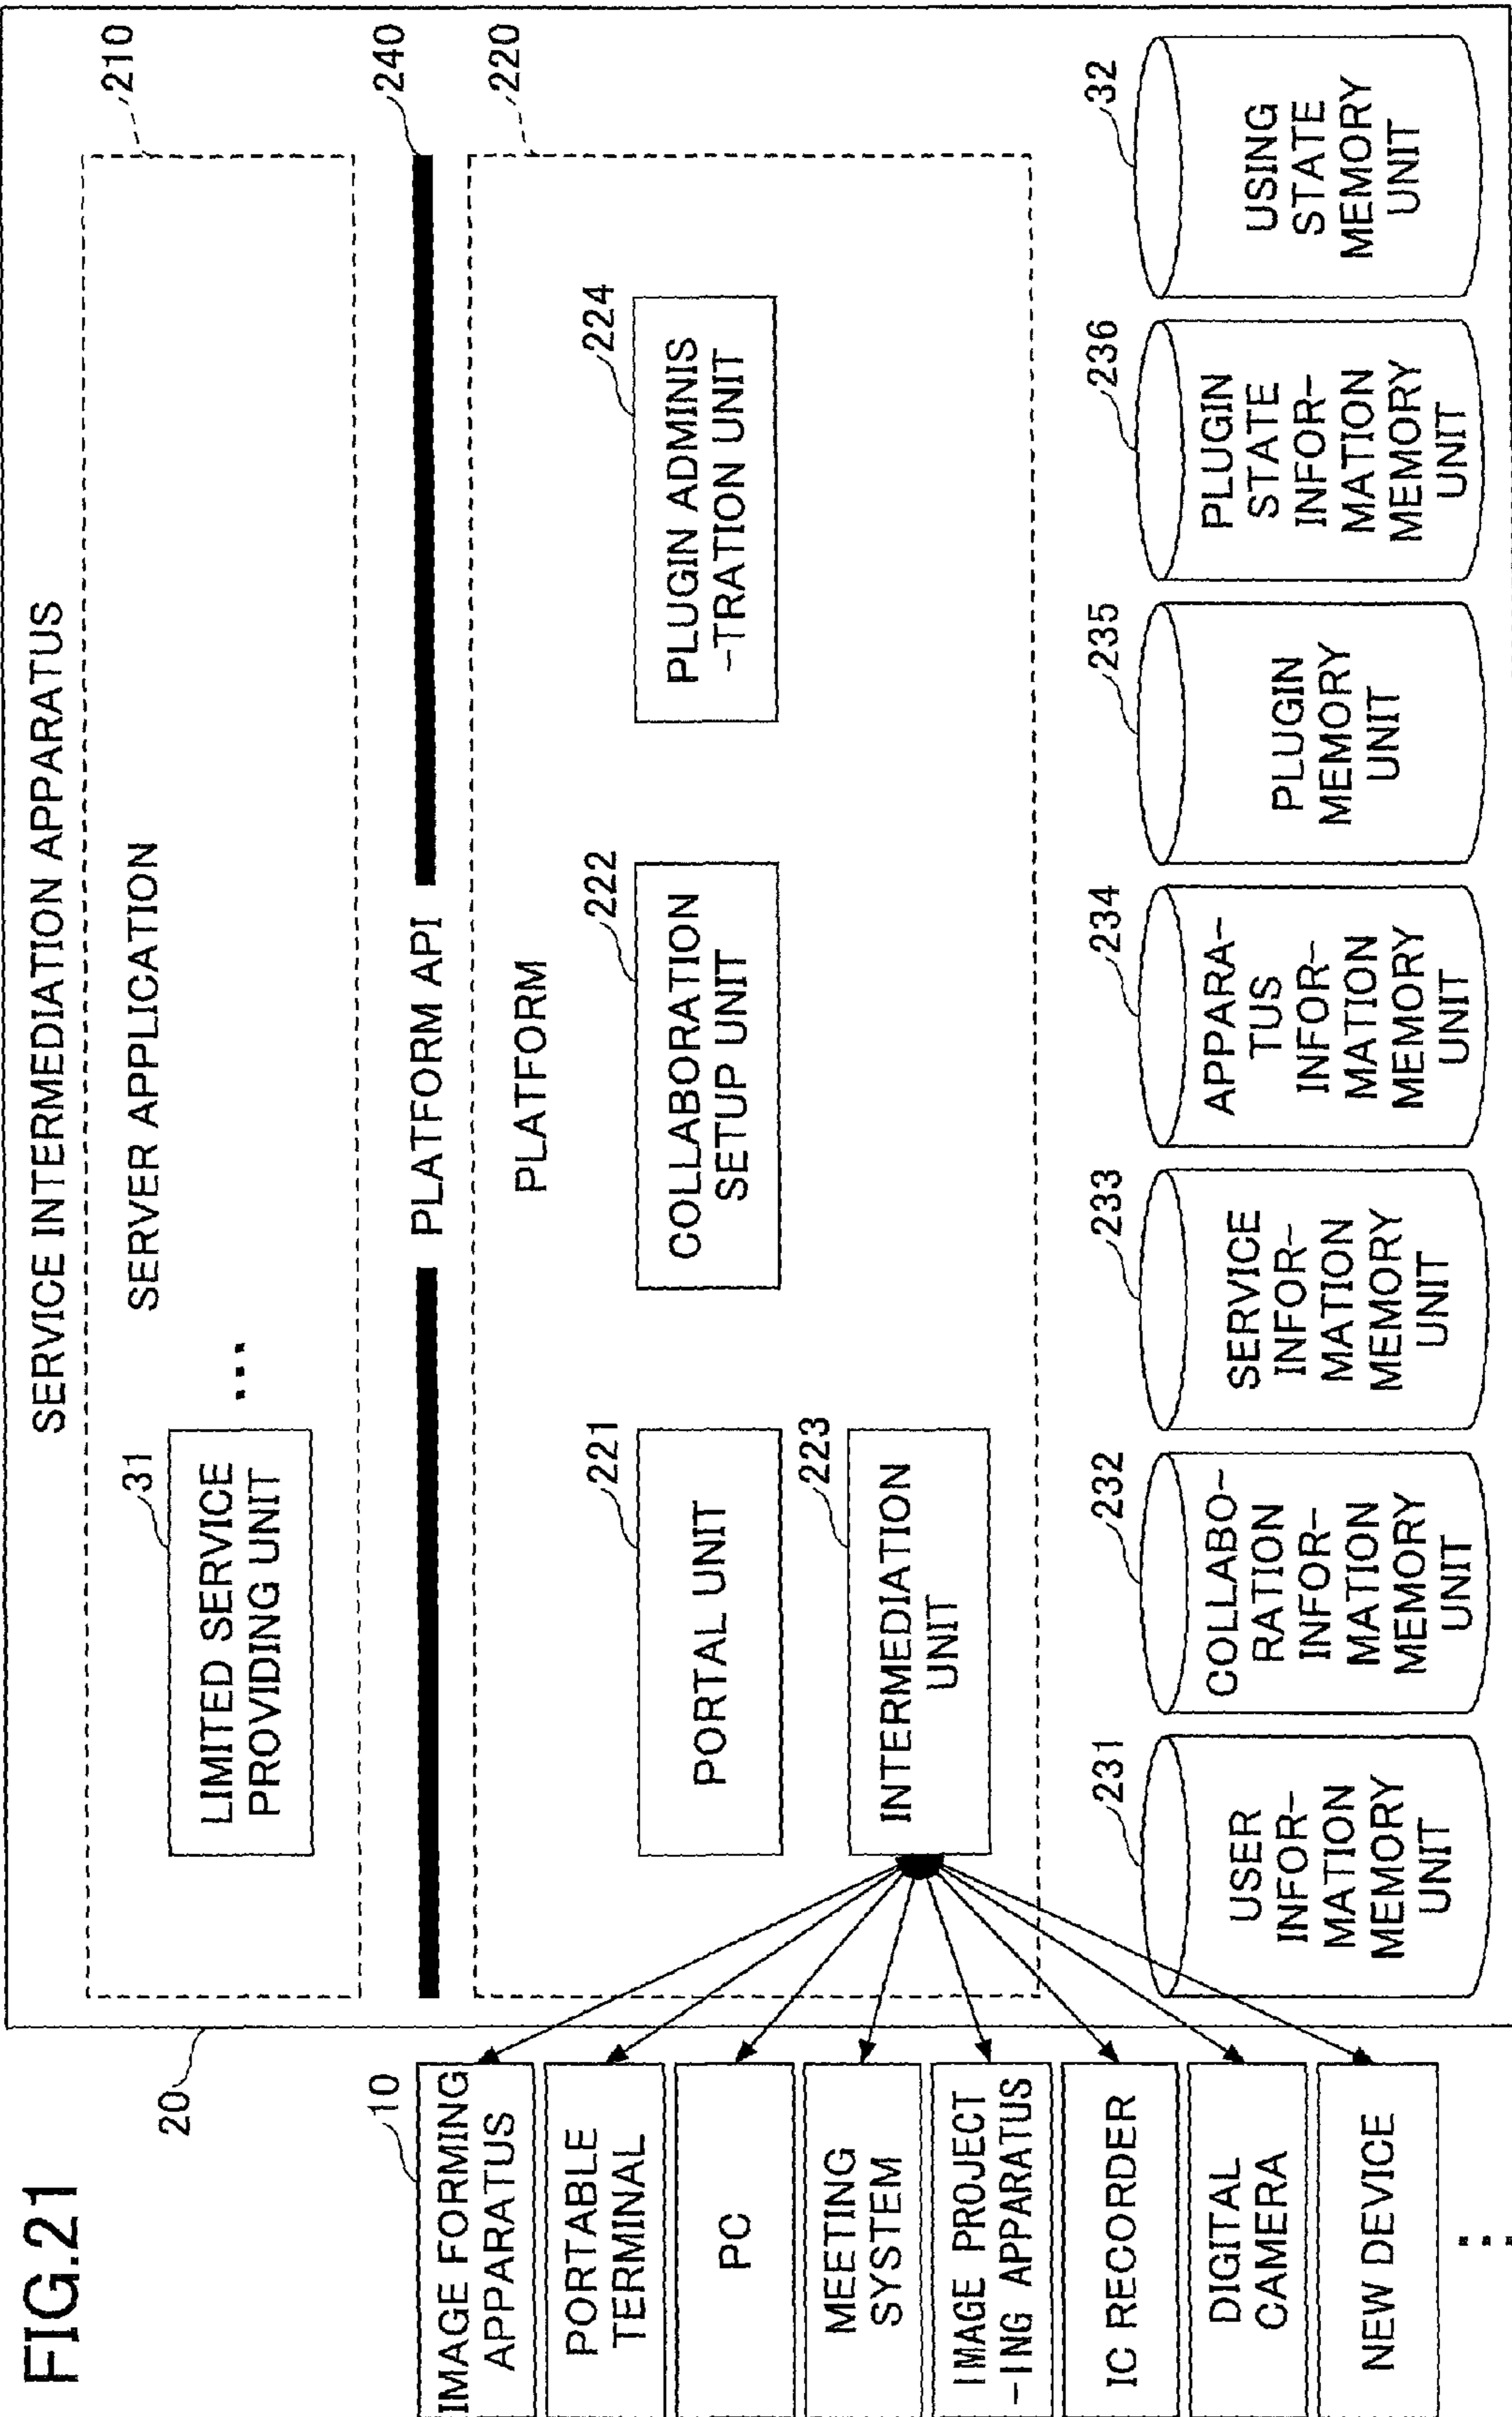 FIG.21
SERVICE INTERMEDIATION APPARATUS
20
210
SERVER APPLICATION
31
LIMITED SERVICE
PROVIDING UNIT
...
240
PLATFORM API
220
PLATFORM
221
PORTAL UNIT
222
COLLABORATION
SETUP UNIT
224
PLUGIN ADMINIS
-TRATION UNIT
223
INTERMEDIATION
UNIT
10
IMAGE FORMING
APPARATUS
PORTABLE
TERMINAL
PC
MEETING
SYSTEM
IMAGE PROJECT
-ING APPARATUS
IC RECORDER
DIGITAL
CAMERA
NEW DEVICE
...
231
USER
INFOR-
MATION
MEMORY
UNIT
232
COLLABO-
RATION
INFOR-
MATION
MEMORY
UNIT
233
SERVICE
INFOR-
MATION
MEMORY
UNIT
234
APPARA-
TUS
INFOR-
MATION
MEMORY
UNIT
235
PLUGIN
MEMORY
UNIT
236
PLUGIN
STATE
INFOR-
MATION
MEMORY
UNIT
32
USING
STATE
MEMORY
UNIT